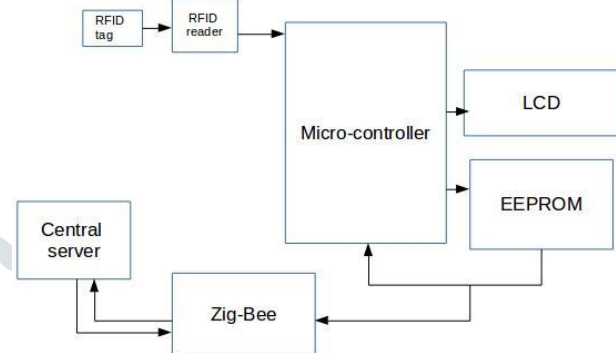 RFID
tag
RFID
reader
Micro-controller
LCD
EEPROM
Central
server
Zig-Bee